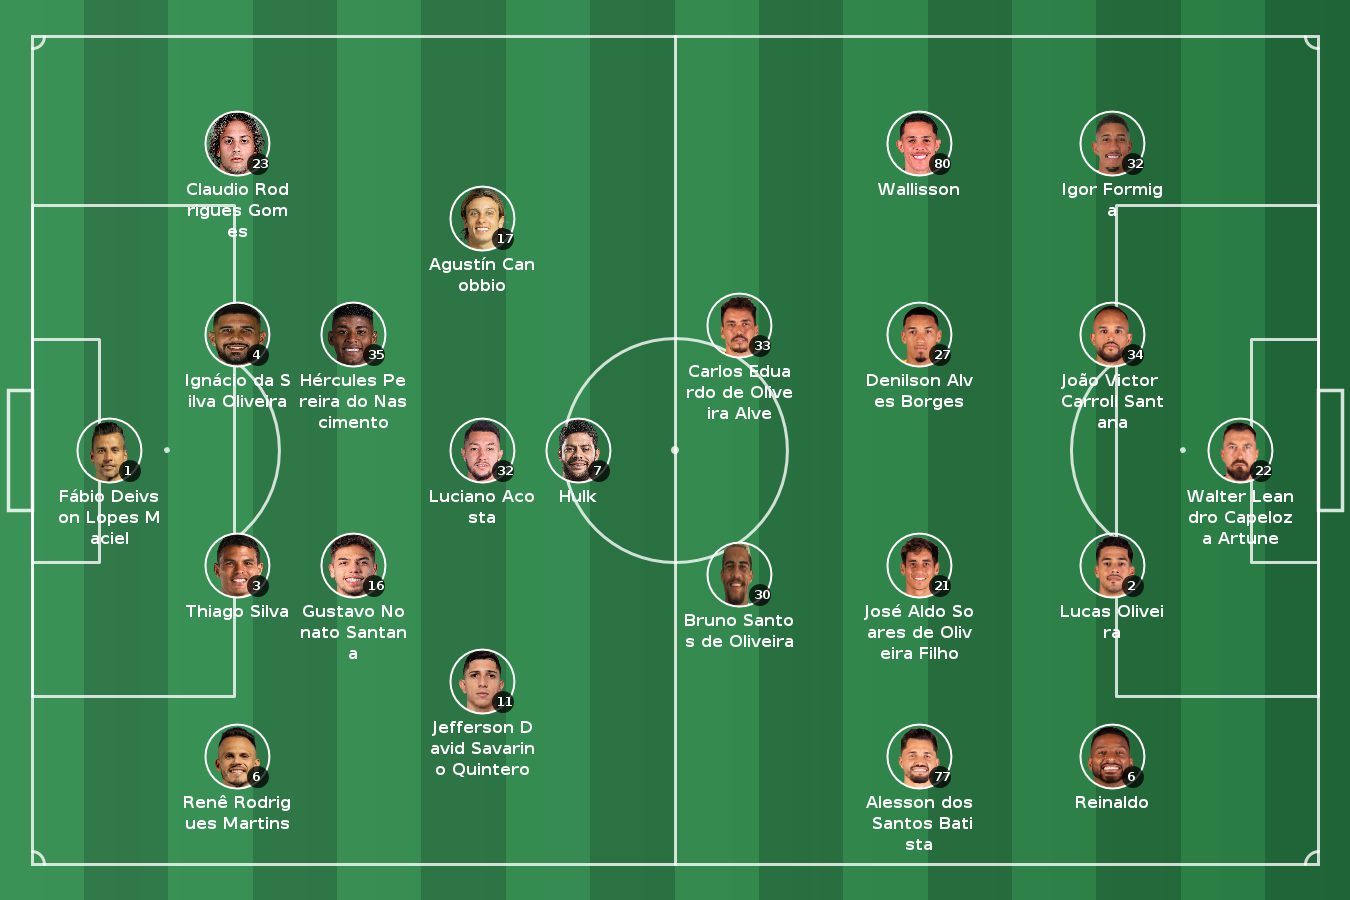 23
Claudio Rod
rigues Gom
es
4
Ignácio da S
ilva Oliveira
1
Fábio Deivs
on Lopes M
aciel
3
Thiago Silva
6
Renê Rodrig
ues Martins
35
Hércules Pe
reira do Nas
cimento
16
Gustavo No
nato Santan
a
17
Agustín Can
obbio
32
Luciano Aco
sta
11
Jefferson D
avid Savarin
o Quintero
7
Hulk
33
Carlos Edua
rdo de Olive
ira Alve
30
Bruno Santo
s de Oliveira
80
Wallisson
27
Denilson Alv
es Borges
21
José Aldo So
ares de Oliv
eira Filho
77
Alesson dos
Santos Bati
sta
32
Igor Formig
a
34
João Victor
Carroll Sant
ana
2
Lucas Olivei
ra
6
Reinaldo
22
Walter Lean
dro Capeloz
a Artune